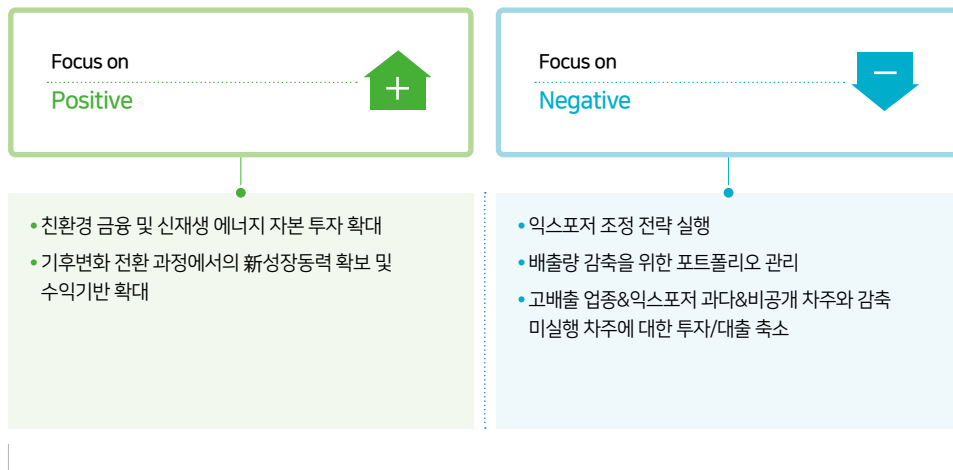 Focus on
Positive
Focus on
Negative
• 친환경 금융 및 신재생 에너지 자본 투자 확대
• 기후변화 전환 과정에서의 新성장동력 확보 및
수익기반 확대
• 익스포저 조정 전략 실행
• 배출량 감축을 위한 포트폴리오 관리
• 고배출 업종&익스포저 과다&비공개 차주와 감축
미실행 차주에 대한 투자/대출 축소